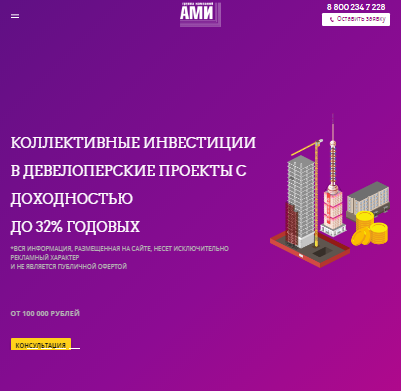 ГРУППА КОМПАНИЙ
АМИ
8 800 234 7 228
Оставить заявку
КОЛЛЕКТИВНЫЕ ИНВЕСТИЦИИ
В ДЕВЕЛОПЕРСКИЕ ПРОЕКТЫ С
ДОХОДНОСТЬЮ
ДО 32% ГОДОВЫХ
*ВСЯ ИНФОРМАЦИЯ, РАЗМЕЩЕННАЯ НА САЙТЕ, НЕСЕТ ИСКЛЮЧИТЕЛЬНО
РЕКЛАМНЫЙ ХАРАКТЕР
И НЕ ЯВЛЯЕТСЯ ПУБЛИЧНОЙ ОФЕРТОЙ
ОТ 100 000 РУБЛЕЙ
КОНСУЛЬТАЦИЯ